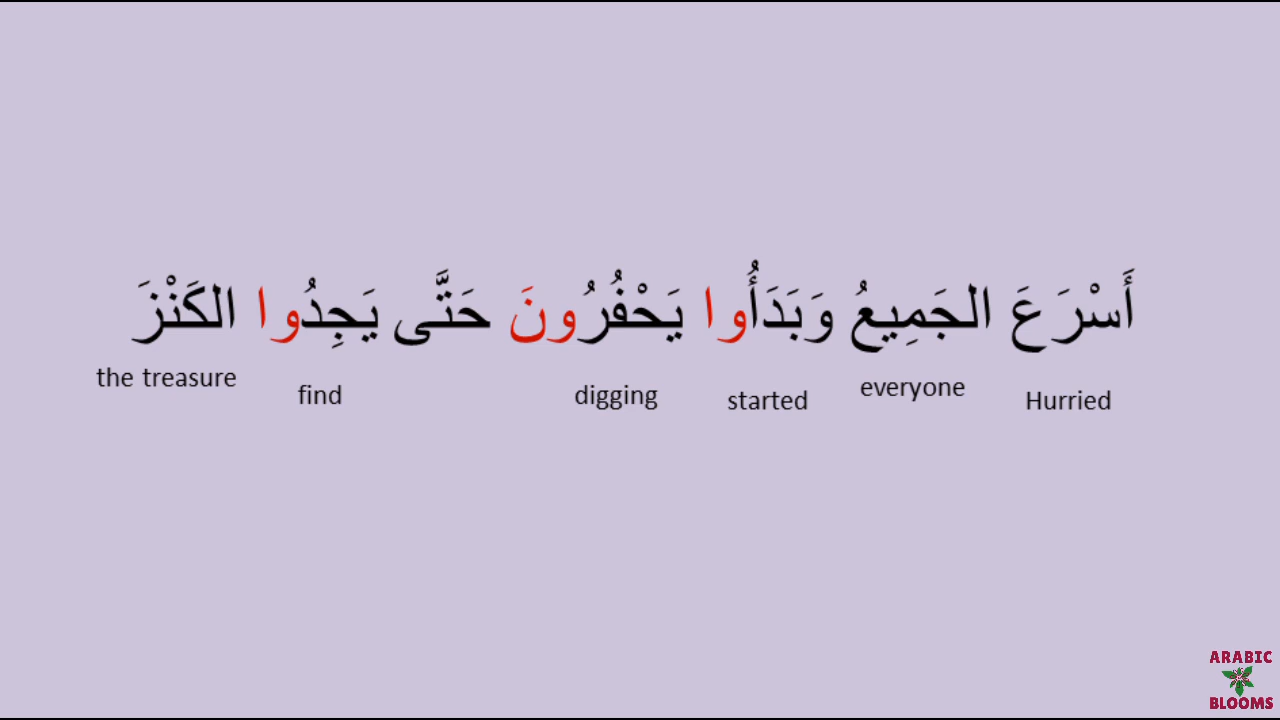 أَسْرَعَ الجَمِيعُ وَبَدَأُوا يَحْفُرُونَ حَتَّى يَجِدُوا الكَنْزَ
the treasure find digging started everyone Hurried
ARABIC
BLOOMS